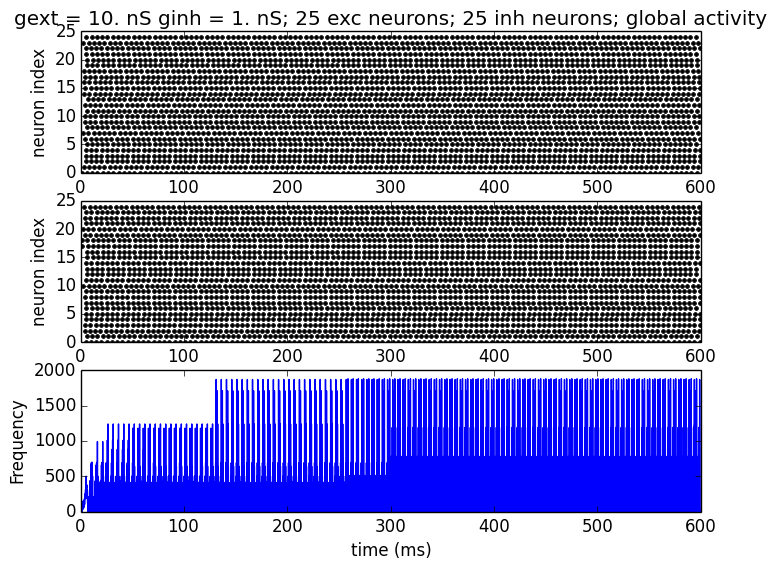 gext = 10. nS ginh = 1. nS; 25 exc neurons; 25 inh neurons; global activity
25
20
15
10
5
0
neuron index
0 100 200 300 400 500 600
25
20
15
10
5
0
neuron index
0 100 200 300 400 500 600
2000
1500
1000
500
0
Frequency
0 100 200 300 400 500 600
time (ms)